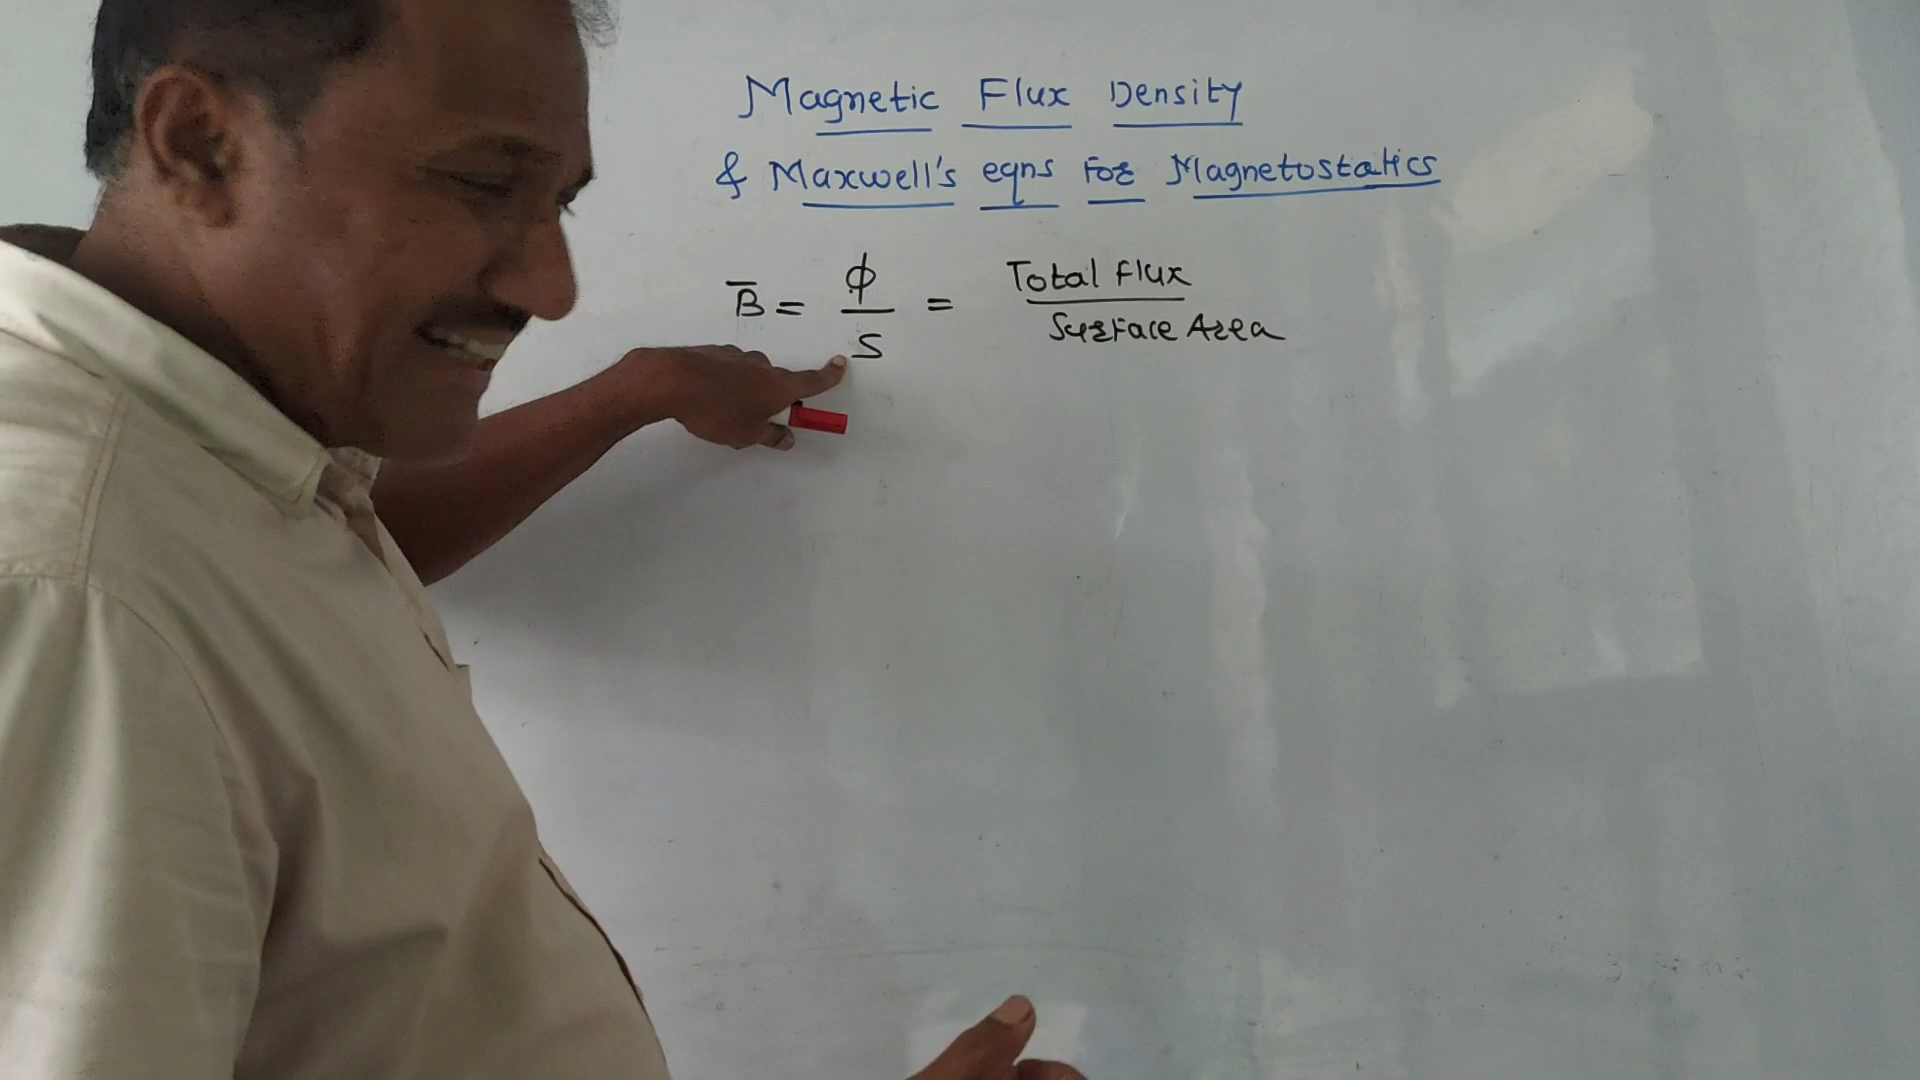 Magnetic Flux Density
& Maxwell's eqns For Magnetostatics
B̅ = ϕ/S = Total Flux/Surface Area